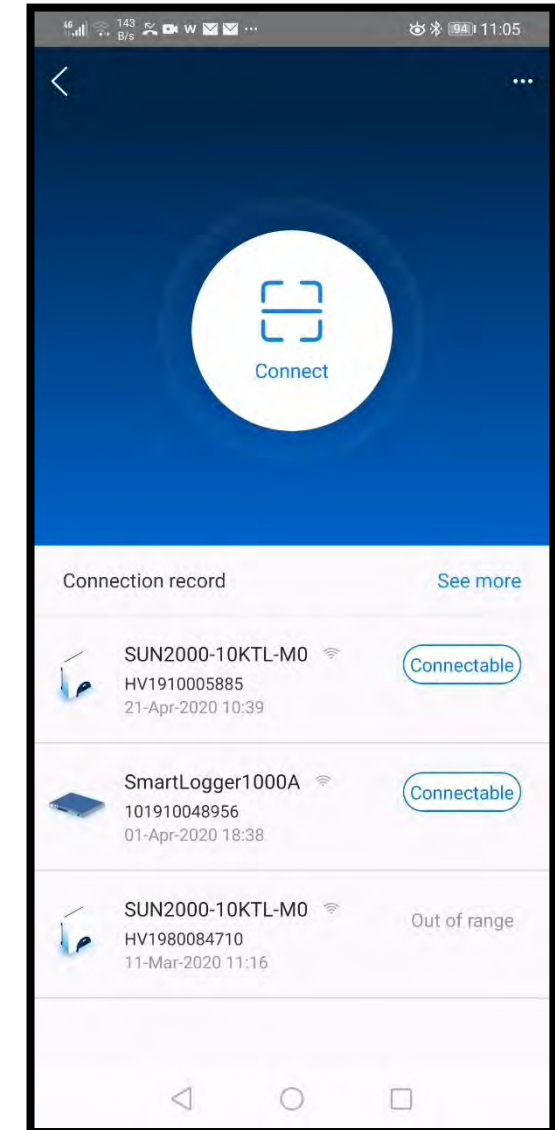 46 143 B/s W ... 94 11:05
...
Connect
Connection record See more
SUN2000-10KTL-M0 Connectable
HV1910005885
21-Apr-2020 10:39
SmartLogger1000A Connectable
101910048956
01-Apr-2020 18:38
SUN2000-10KTL-M0 Out of range
HV1980084710
11-Mar-2020 11:16